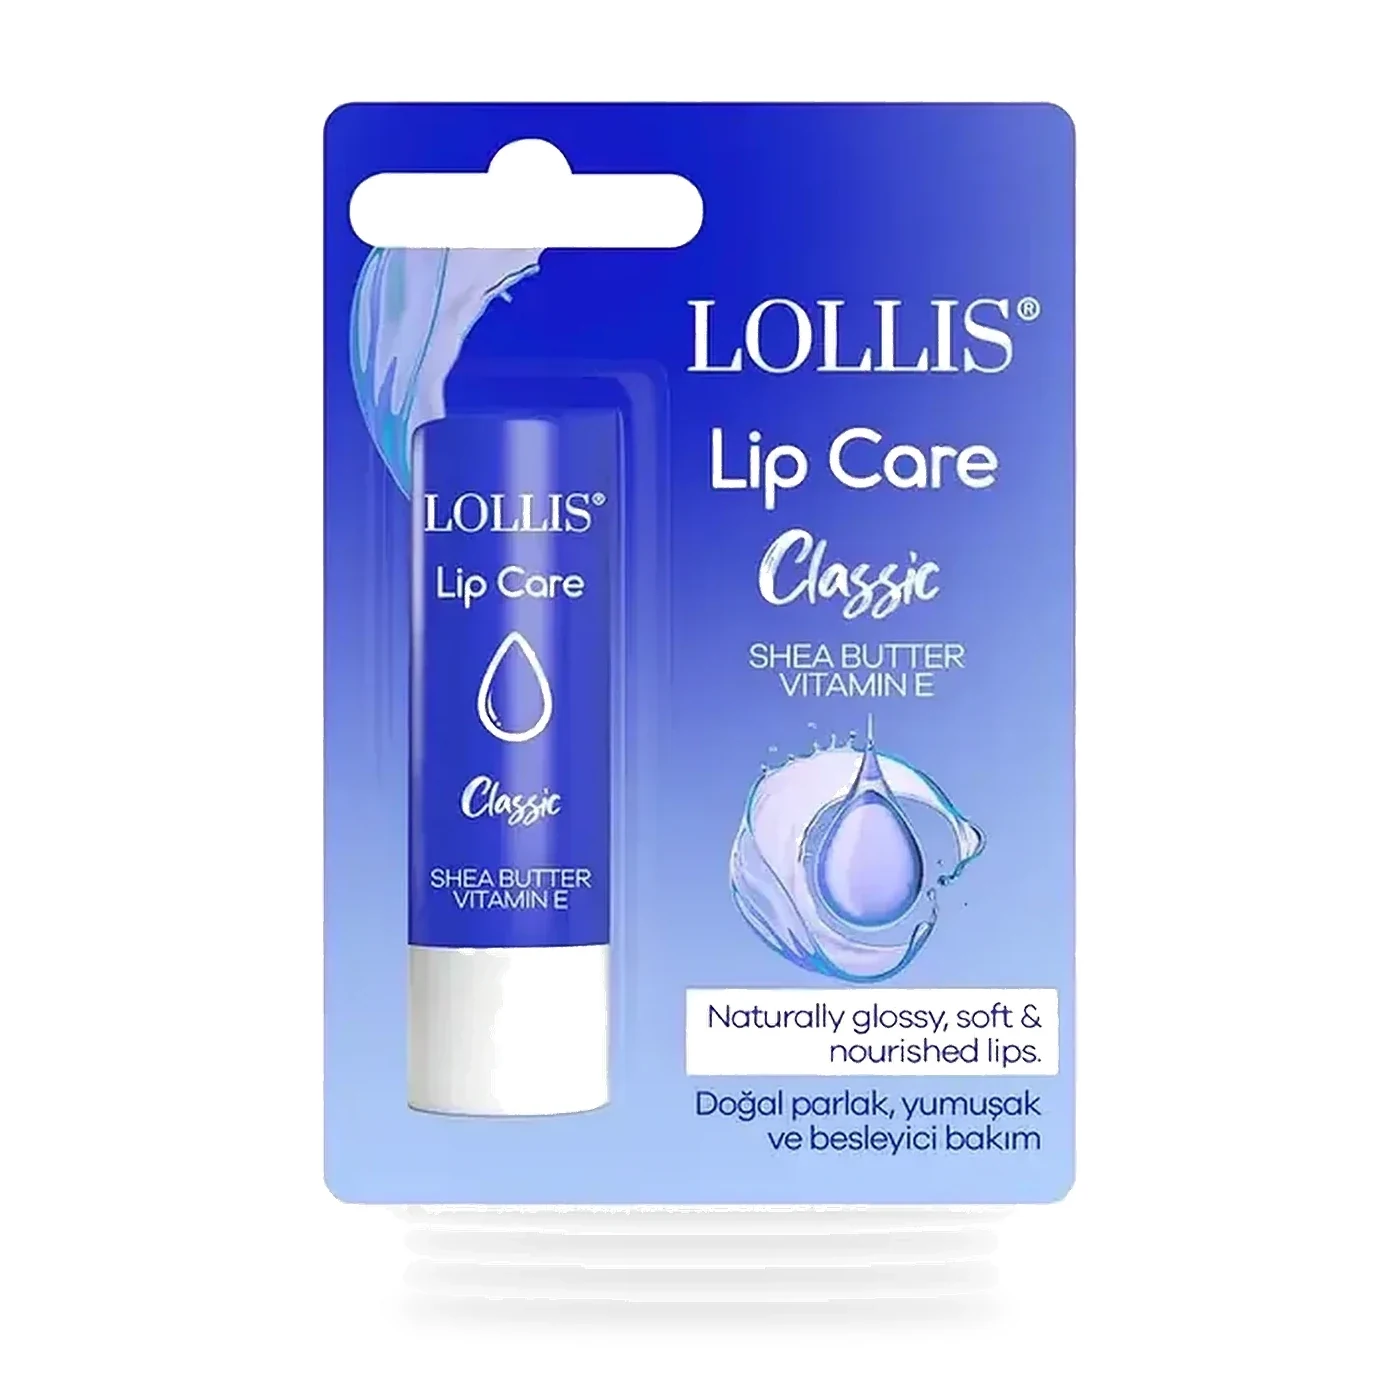 LOLLIS®
Lip Care
Classic
SHEA BUTTER
VITAMIN E
LOLLIS®
Lip Care
Classic
SHEA BUTTER
VITAMIN E
Naturally glossy, soft &
nourished lips.
Doğal parlak, yumuşak
ve besleyici bakım